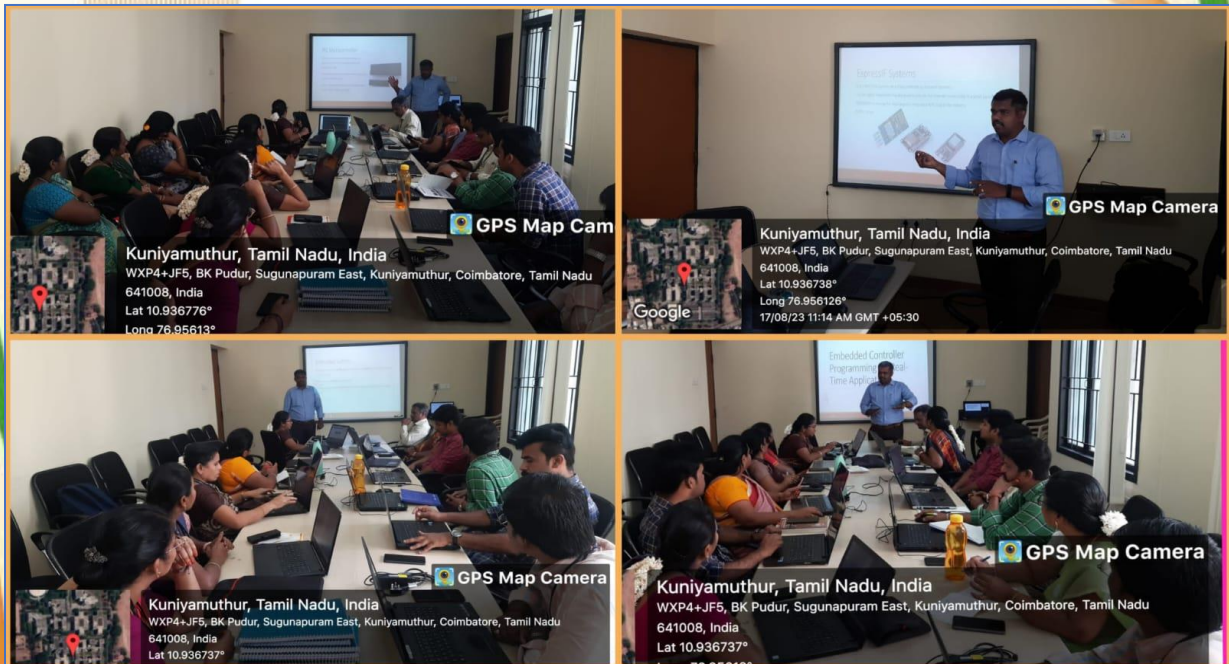 GPS Map Cam
Kuniyamuthur, Tamil Nadu, India
WXP4+JF5, BK Pudur, Sugunapuram East, Kuniyamuthur, Coimbatore, Tamil Nadu
641008, India
Lat 10.936776°
Long 76.95613°
Espressif Systems
GPS Map Camera
Google
Kuniyamuthur, Tamil Nadu, India
WXP4+JF5, BK Pudur, Sugunapuram East, Kuniyamuthur, Coimbatore, Tamil Nadu
641008, India
Lat 10.936738°
Long 76.956126°
17/08/23 11:14 AM GMT +05:30
GPS Map Camera
Kuniyamuthur, Tamil Nadu, India
WXP4+JF5, BK Pudur, Sugunapuram East, Kuniyamuthur, Coimbatore, Tamil Nadu
641008, India
Lat 10.936737°
Embedded Controller
Programming
Time
GPS Map Camera
Kuniyamuthur, Tamil Nadu, India
WXP4+JF5, BK Pudur, Sugunapuram East, Kuniyamuthur, Coimbatore, Tamil Nadu
641008, India
Lat 10.936737°